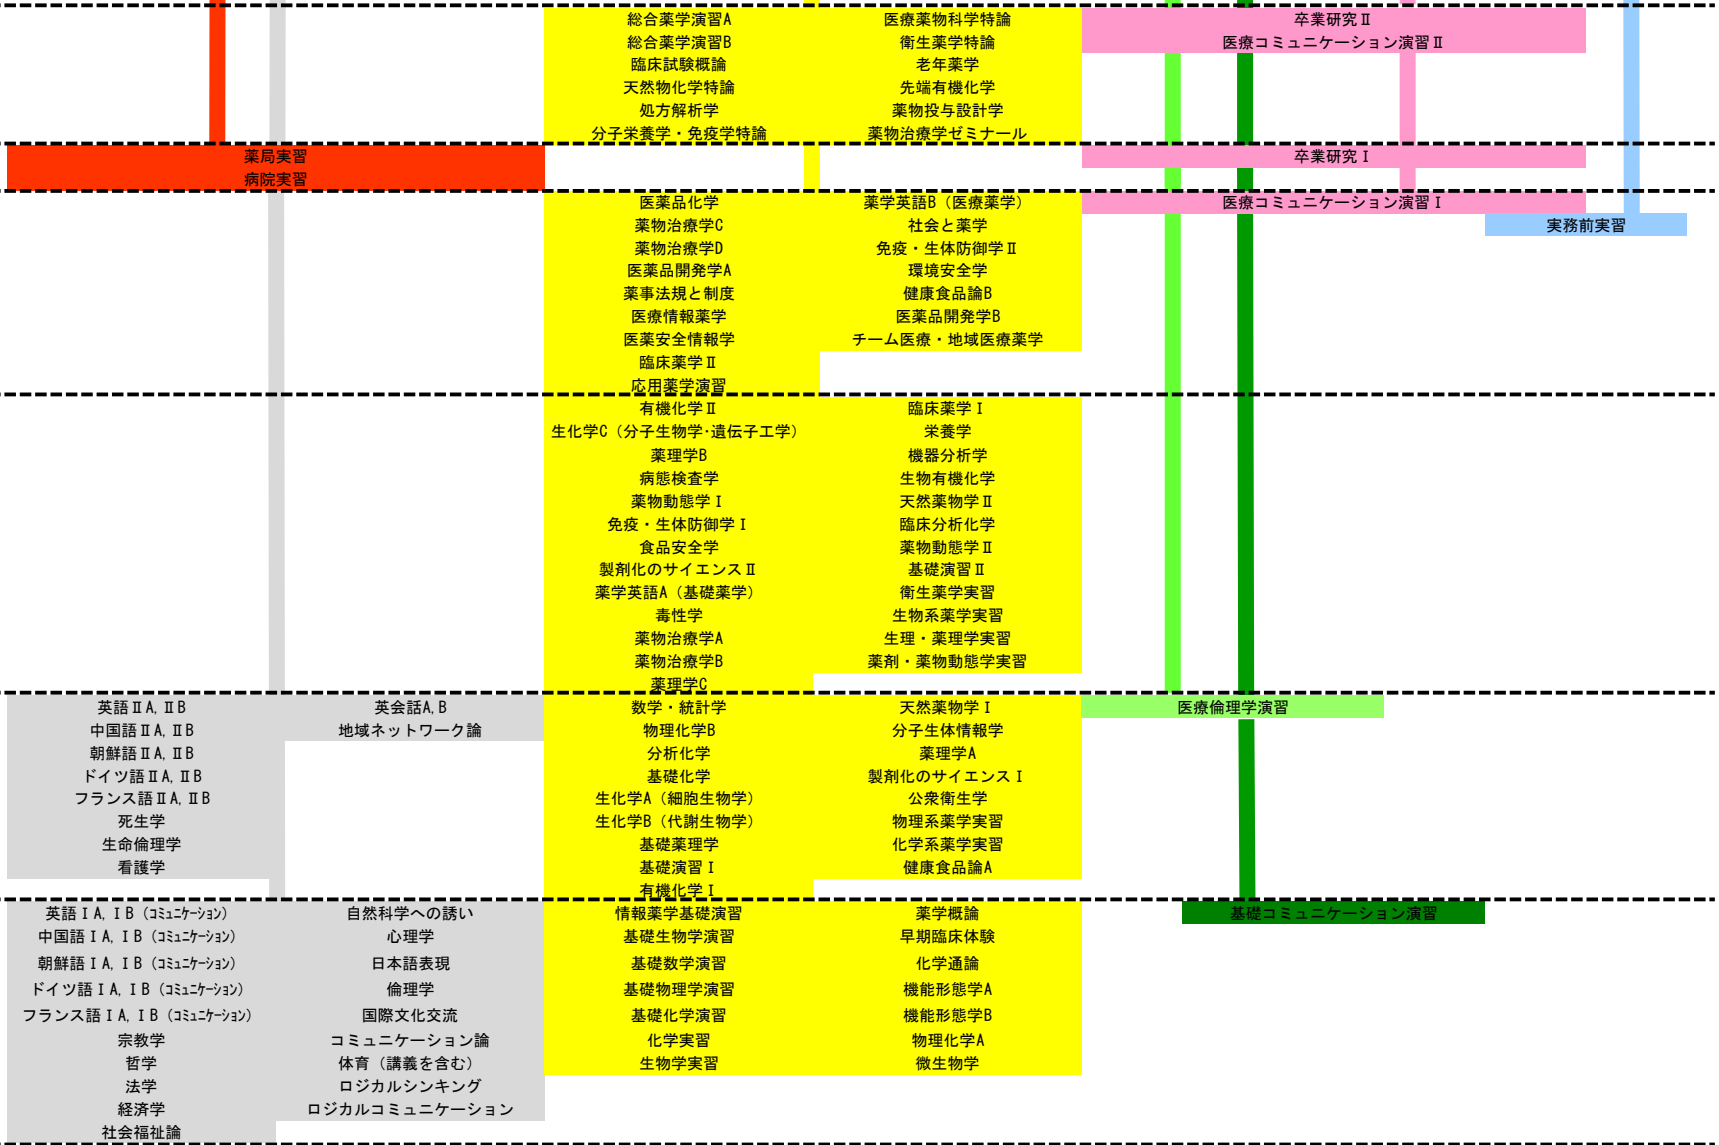 総合薬学演習A 医療薬物科学特論 卒業研究Ⅱ
総合薬学演習B 衛生薬学特論 医療コミュニケーション演習Ⅱ
臨床試験概論 老年薬学
天然物化学特論 先端有機化学
処方解析学 薬物投与設計学
分子栄養学・免疫学特論 薬物治療学ゼミナール
薬局実習 卒業研究Ⅰ
病院実習
医薬品化学 薬学英語B（医療薬学） 医療コミュニケーション演習Ⅰ
薬物治療学C 社会と薬学 実務前実習
薬物治療学D 免疫・生体防御学Ⅱ
医薬品開発学A 環境安全学
薬事法規と制度 健康食品論B
医療情報薬学 医薬品開発学B
医薬安全情報学 チーム医療・地域医療薬学
臨床薬学Ⅱ
応用薬学演習
有機化学Ⅱ 臨床薬学Ⅰ
生化学C（分子生物学･遺伝子工学） 栄養学
薬理学B 機器分析学
病態検査学 生物有機化学
薬物動態学Ⅰ 天然薬物学Ⅱ
免疫・生体防御学Ⅰ 臨床分析化学
食品安全学 薬物動態学Ⅱ
製剤化のサイエンスⅡ 基礎演習Ⅱ
薬学英語A（基礎薬学） 衛生薬学実習
毒性学 生物系薬学実習
薬物治療学A 生理・薬理学実習
薬物治療学B 薬剤・薬物動態学実習
薬理学C
英語ⅡA,ⅡB 英会話A,B 数学・統計学 天然薬物学Ⅰ 医療倫理学演習
中国語ⅡA,ⅡB 地域ネットワーク論 物理化学B 分子生体情報学
朝鮮語ⅡA,ⅡB 分析化学 薬理学A
ドイツ語ⅡA,ⅡB 基礎化学 製剤化のサイエンスⅠ
フランス語ⅡA,ⅡB 生化学A（細胞生物学） 公衆衛生学
死生学 生化学B（代謝生物学） 物理系薬学実習
生命倫理学 基礎薬理学 化学系薬学実習
看護学 基礎演習Ⅰ 健康食品論A
有機化学Ⅰ
英語ⅠA,ⅠB（ｺﾐｭﾆｹｰｼｮﾝ） 自然科学への誘い 情報薬学基礎演習 薬学概論 基礎コミュニケーション演習
中国語ⅠA,ⅠB（ｺﾐｭﾆｹｰｼｮﾝ） 心理学 基礎生物学演習 早期臨床体験
朝鮮語ⅠA,ⅠB（ｺﾐｭﾆｹｰｼｮﾝ） 日本語表現 基礎数学演習 化学通論
ドイツ語ⅠA,ⅠB（ｺﾐｭﾆｹｰｼｮﾝ） 倫理学 基礎物理学演習 機能形態学A
フランス語ⅠA,ⅠB（ｺﾐｭﾆｹｰｼｮﾝ） 国際文化交流 基礎化学演習 機能形態学B
宗教学 コミュニケーション論 化学実習 物理化学A
哲学 体育（講義を含む） 生物学実習 微生物学
法学 ロジカルシンキング
経済学 ロジカルコミュニケーション
社会福祉論